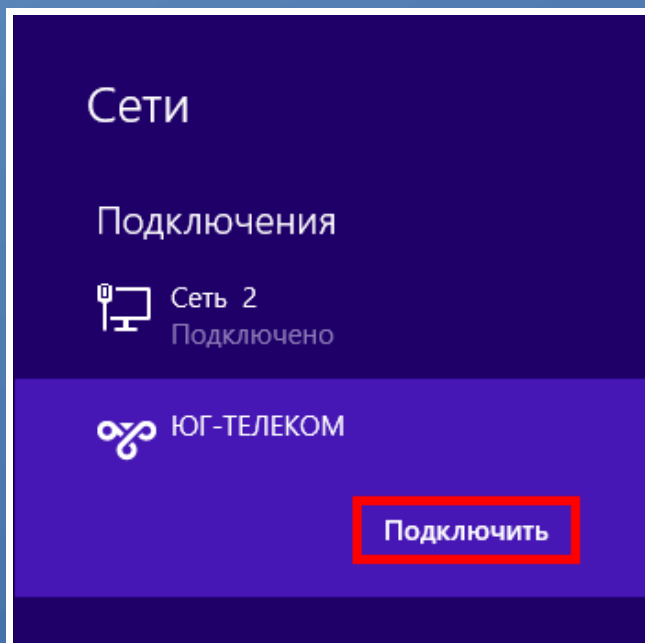 Сети
Подключения
Сеть 2
Подключено
ЮГ-ТЕЛЕКОМ
Подключить